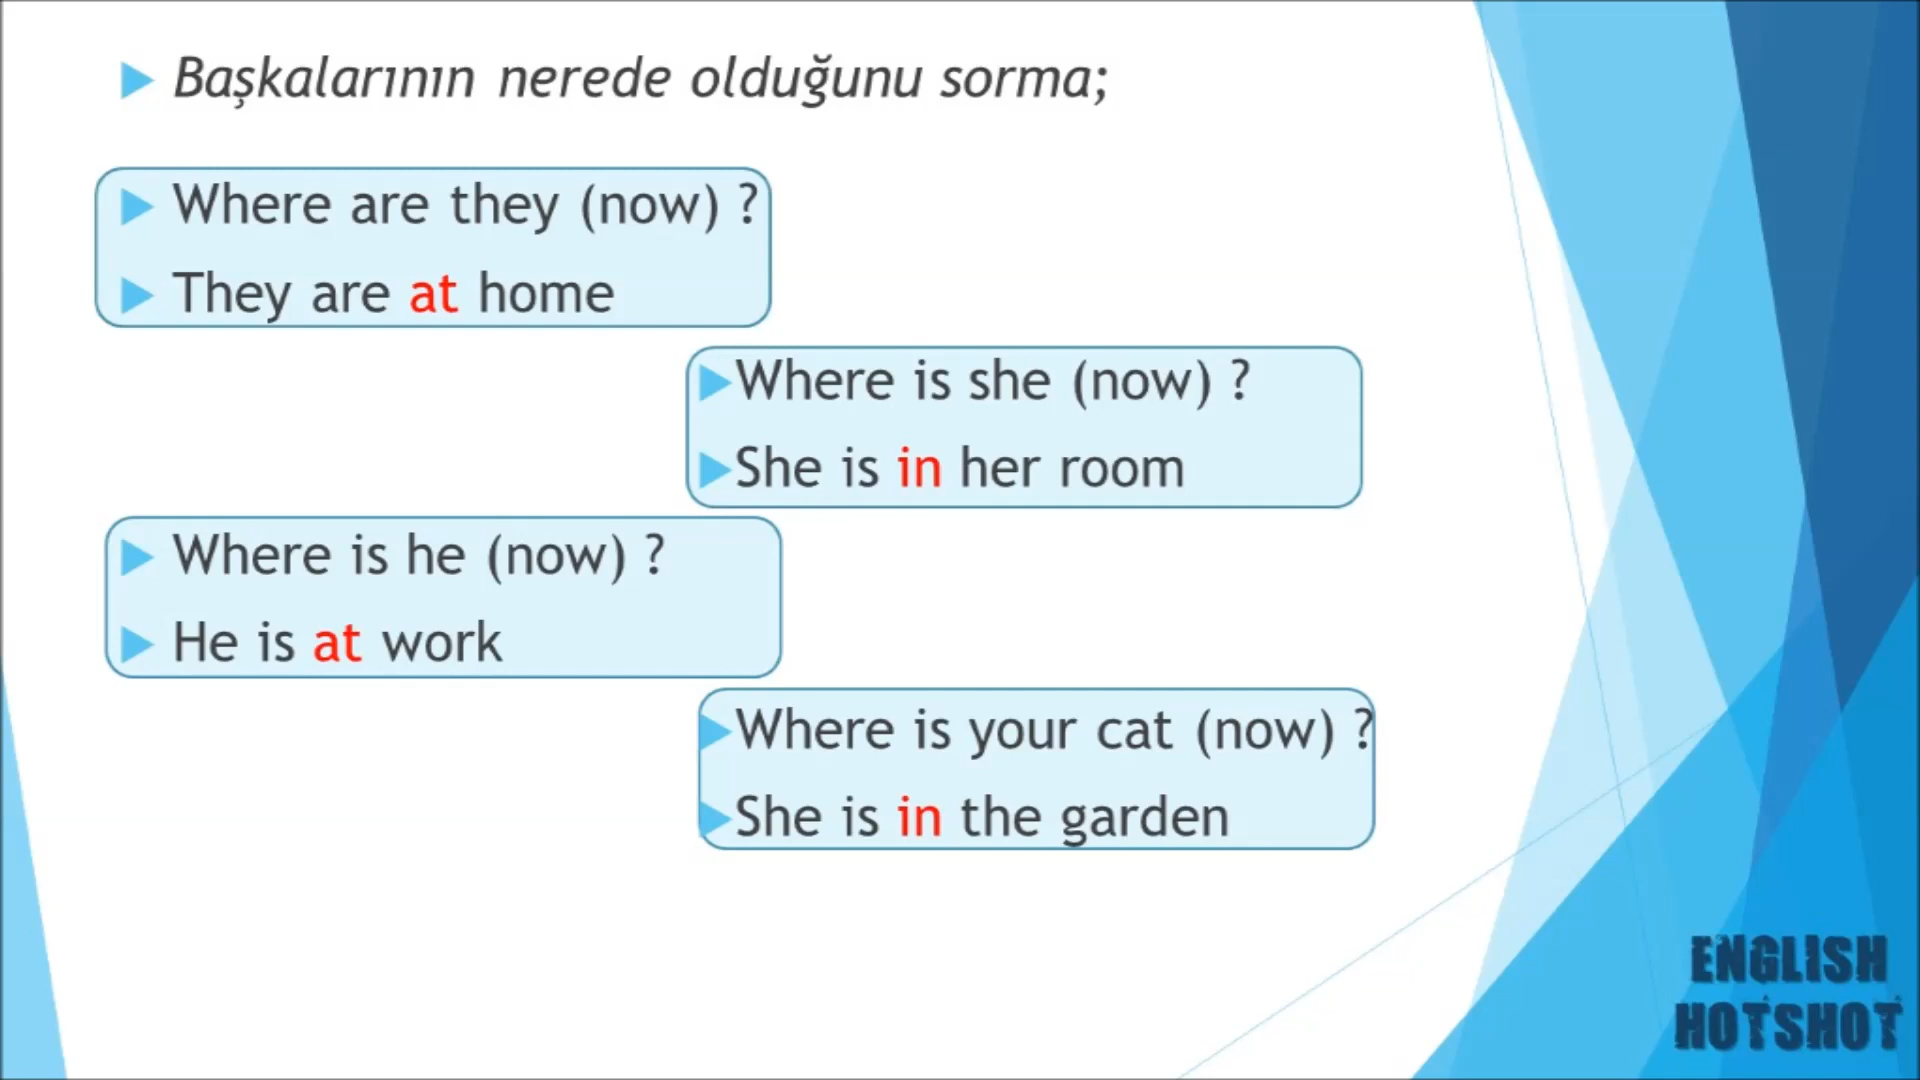 Başkalarının nerede olduğunu sorma;
Where are they (now) ?
They are at home
Where is she (now) ?
She is in her room
Where is he (now) ?
He is at work
Where is your cat (now) ?
She is in the garden
ENGLISH
HOTSHOT